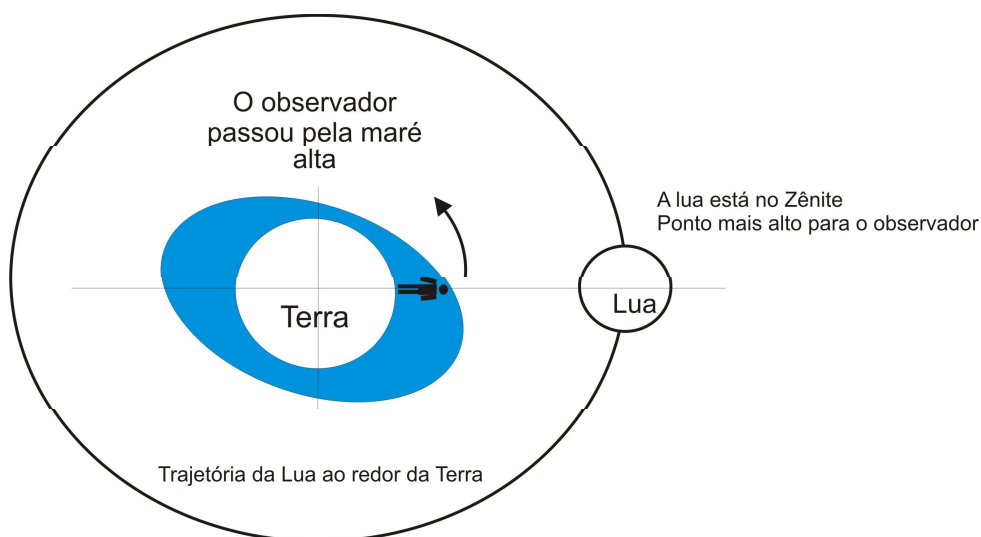 O observador
passou pela maré
alta
A lua está no Zênite
Ponto mais alto para o observador
Terra
Lua
Trajetória da Lua ao redor da Terra